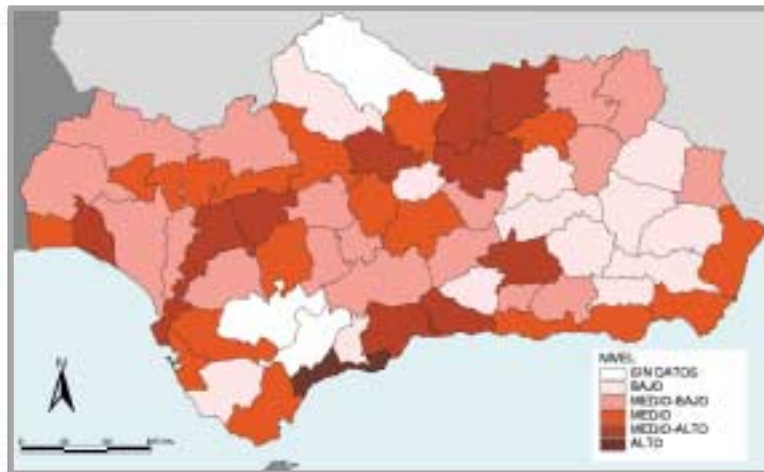 N
NIVEL
SIN DATOS
BAJO
MEDIO-BAJO
MEDIO
MEDIO-ALTO
ALTO